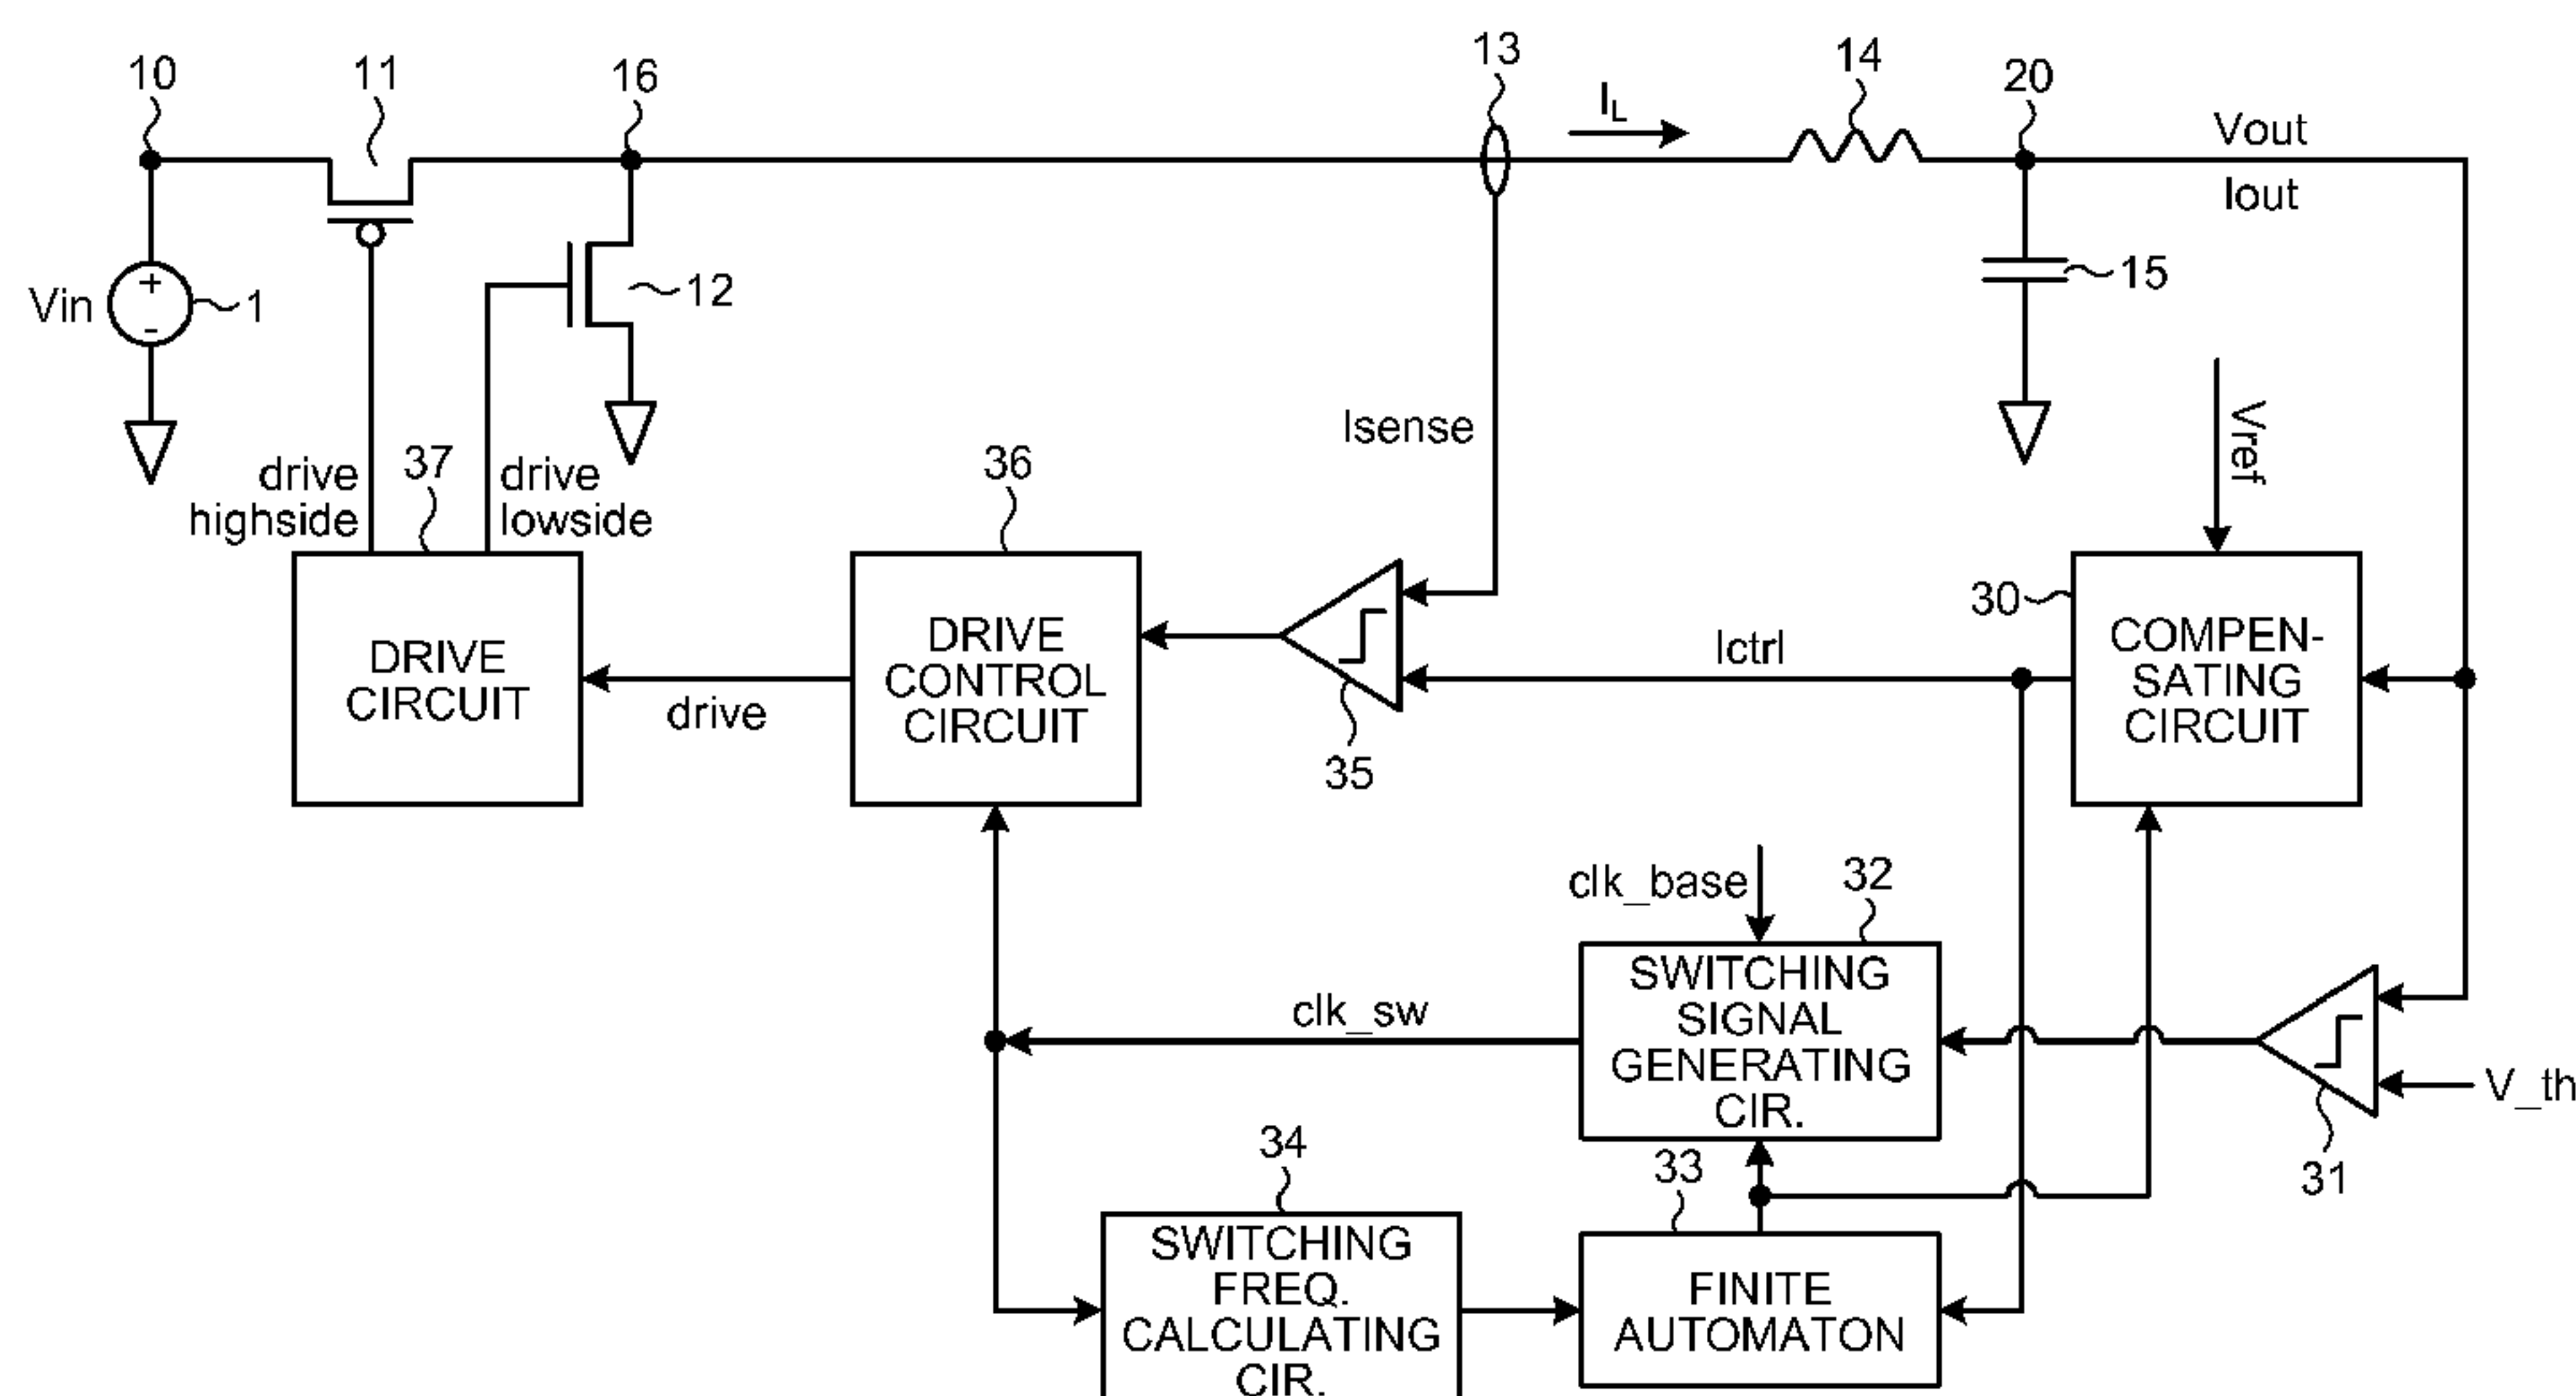 10
11
16
13
14
20
I_L
Vout
Iout
Vin
+
-
1
12
15
Isense
Vref
drive
highside
37
drive
lowside
36
30
DRIVE
CIRCUIT
drive
DRIVE
CONTROL
CIRCUIT
35
Ictrl
COMPEN-
SATING
CIRCUIT
clk_base
32
SWITCHING
SIGNAL
GENERATING
CIR.
clk_sw
V_th
31
34
33
SWITCHING
FREQ.
CALCULATING
CIR.
FINITE
AUTOMATON